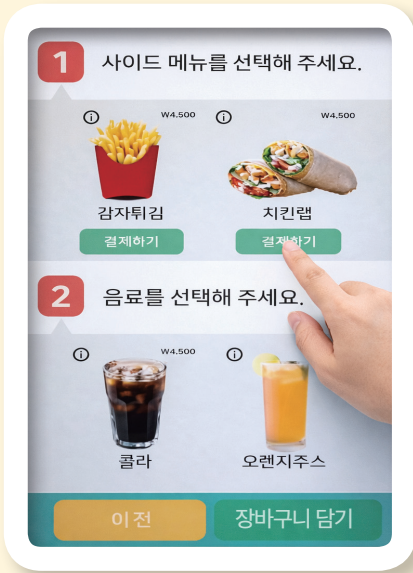 1 사이드 메뉴를 선택해 주세요.
i W4.500 i W4.500
감자튀김 치킨랩
결제하기 결제하기
2 음료를 선택해 주세요.
i W4.500 i
콜라 오렌지주스
이전 장바구니 담기